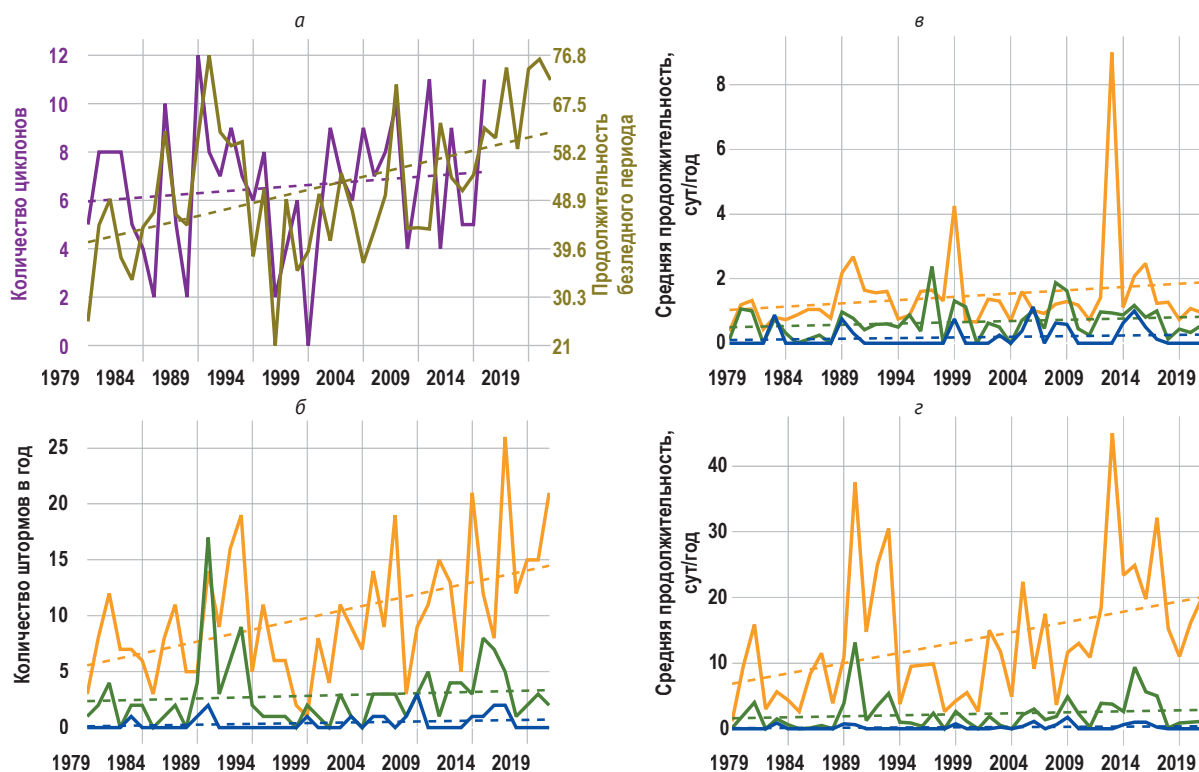 а
Количество циклонов
12
10
8
6
4
2
0
76.8
67.5
58.2
48.9
39.6
30.3
21
Продолжительность
безледного периода
1979 1984 1989 1994 1999 2004 2009 2014 2019
в
Средняя продолжительность,
сут/год
8
6
4
2
0
1979 1984 1989 1994 1999 2004 2009 2014 2019
б
Количество штормов в год
25
20
15
10
5
0
1979 1984 1989 1994 1999 2004 2009 2014 2019
г
Средняя продолжительность,
сут/год
40
30
20
10
0
1979 1984 1989 1994 1999 2004 2009 2014 2019